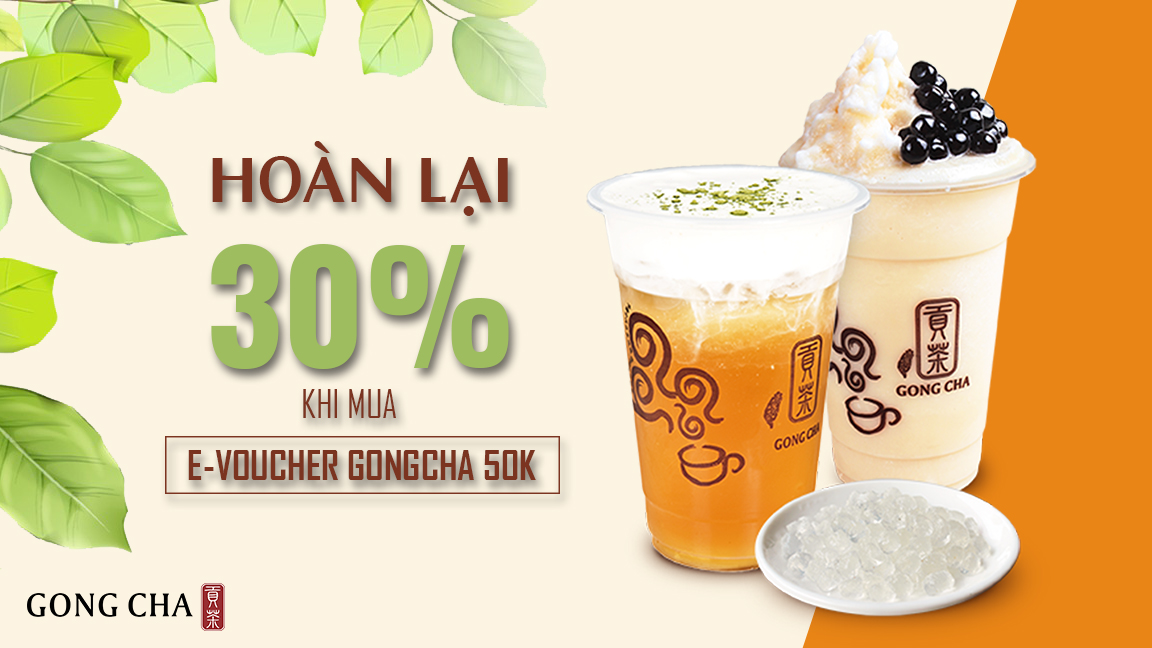 HOÀN LẠI
30%
KHI MUA
E-VOUCHER GONGCHA 50K
貢茶
GONG CHA
貢茶
GONG CHA
GONG CHA 貢茶